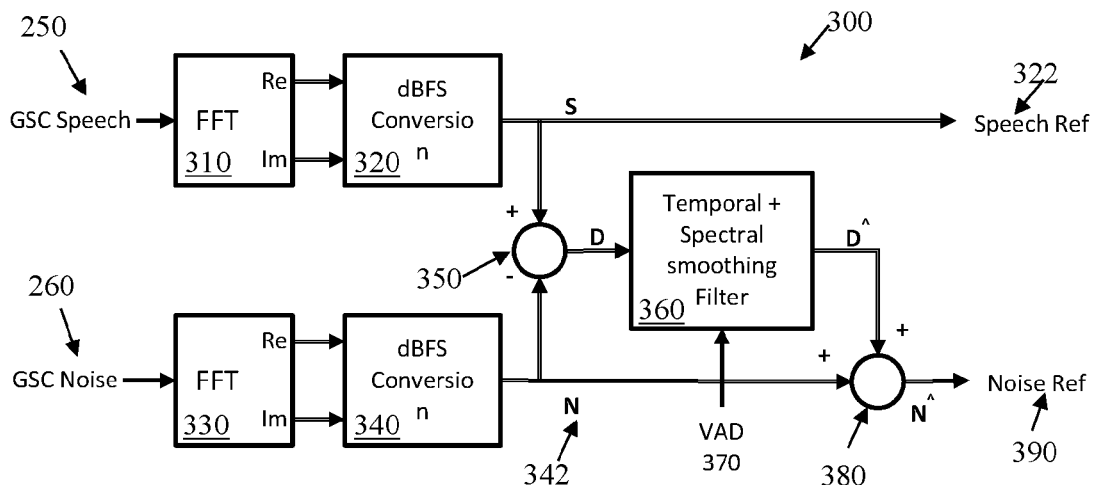 250
300
322
Re
dBFS
Conversio
n
S
GSC Speech
FFT
Speech Ref
310
Im
320
Temporal +
Spectral
smoothing
Filter
+
D
D^
350
-
360
260
+
Re
dBFS
Conversio
n
+
GSC Noise
FFT
Noise Ref
N^
330
Im
340
N
VAD
370
342
380
390